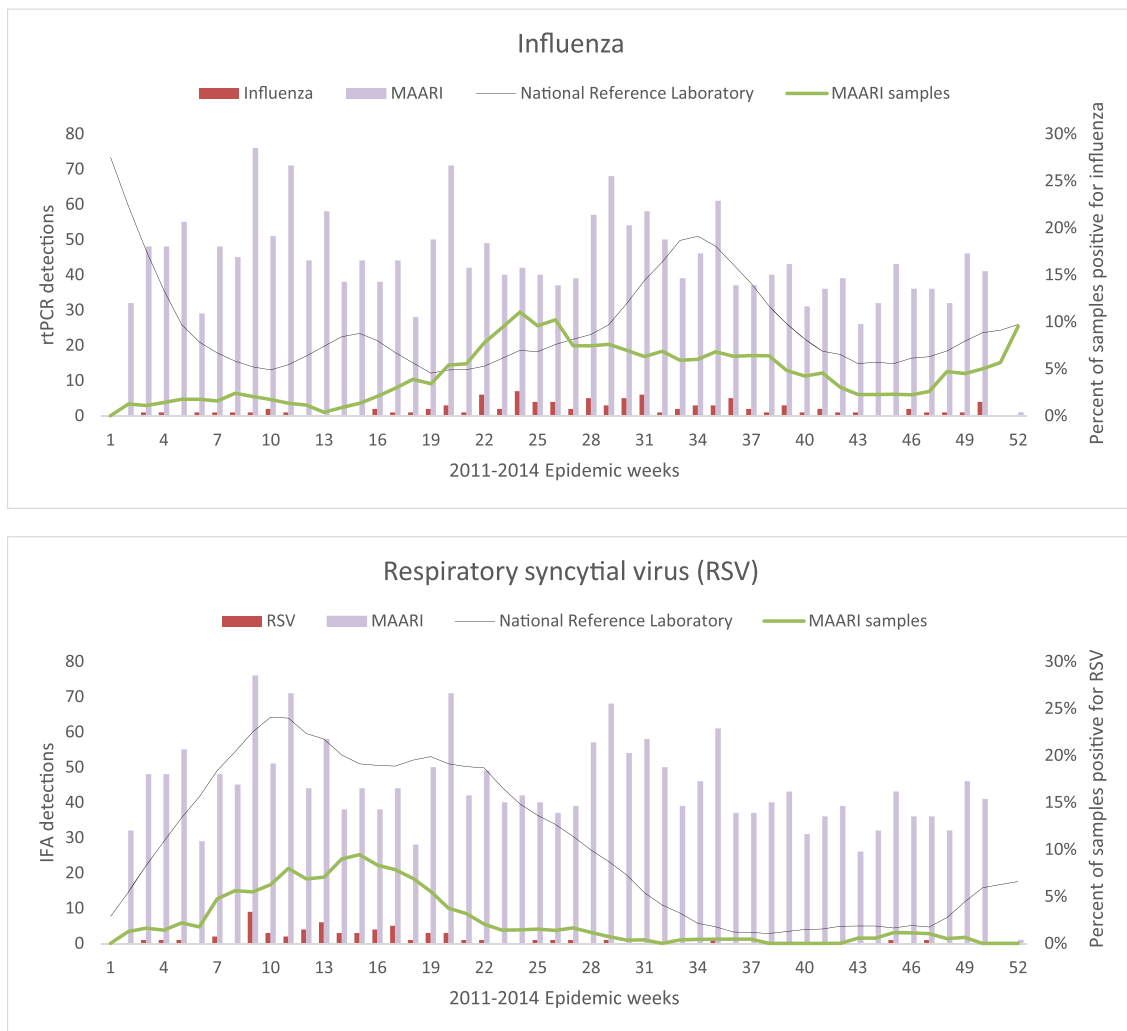 Influenza
Influenza MAARI National Reference Laboratory MAARI samples
80 30%
70 25%
60
50 20%
40 15%
30
20 10%
10 5%
0 0%
rtPCR detections
Percent of samples positive for influenza
1 4 7 10 13 16 19 22 25 28 31 34 37 40 43 46 49 52
2011-2014 Epidemic weeks
Respiratory syncytial virus (RSV)
RSV MAARI National Reference Laboratory MAARI samples
80 30%
70 25%
60
50 20%
40 15%
30
20 10%
10 5%
0 0%
IFA detections
Percent of samples positive for RSV
1 4 7 10 13 16 19 22 25 28 31 34 37 40 43 46 49 52
2011-2014 Epidemic weeks